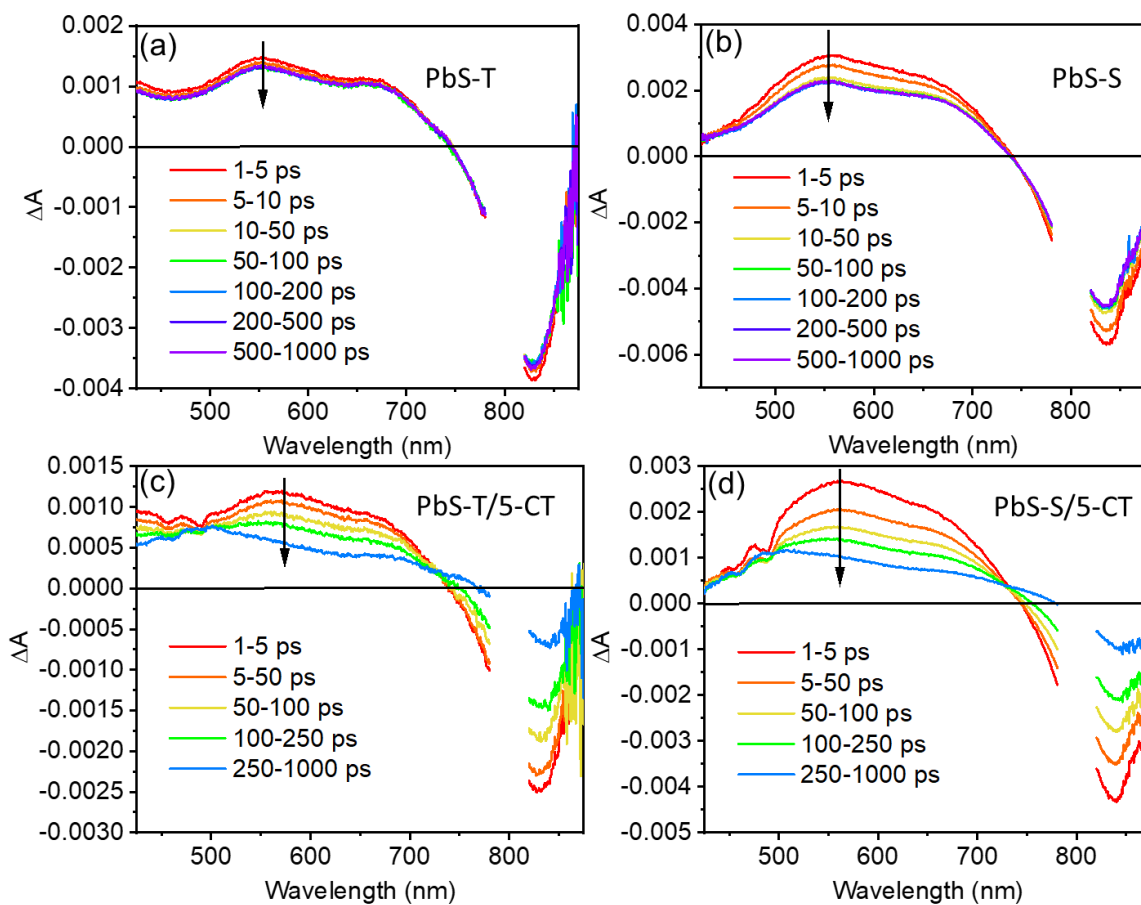 (a)
PbS-T
0.002
0.001
0.000
-0.001
-0.002
-0.003
-0.004
ΔA
1-5 ps
5-10 ps
10-50 ps
50-100 ps
100-200 ps
200-500 ps
500-1000 ps
500 600 700 800
Wavelength (nm)
(b)
PbS-S
0.004
0.002
0.000
-0.002
-0.004
-0.006
ΔA
1-5 ps
5-10 ps
10-50 ps
50-100 ps
100-200 ps
200-500 ps
500-1000 ps
500 600 700 800
Wavelength (nm)
(c)
PbS-T/5-CT
0.0015
0.0010
0.0005
0.0000
-0.0005
-0.0010
-0.0015
-0.0020
-0.0025
-0.0030
ΔA
1-5 ps
5-50 ps
50-100 ps
100-250 ps
250-1000 ps
500 600 700 800
Wavelength (nm)
(d)
PbS-S/5-CT
0.003
0.002
0.001
0.000
-0.001
-0.002
-0.003
-0.004
-0.005
ΔA
1-5 ps
5-50 ps
50-100 ps
100-250 ps
250-1000 ps
500 600 700 800
Wavelength (nm)